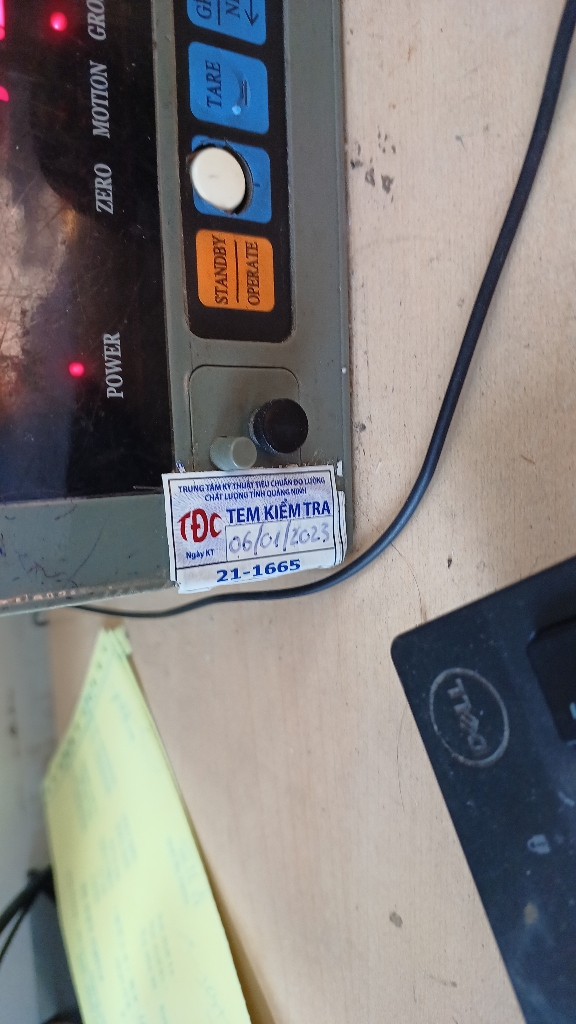 GRO
MOTION
ZERO
POWER
TARE
STANDBY
OPERATE
TRUNG TÂM KỸ THUẬT TIÊU CHUẨN ĐO LƯỜNG
CHẤT LƯỢNG TỈNH QUẢNG NINH
TĐC
TEM KIỂM TRA
Ngày KT
06/01/2023
21-1665
DELL